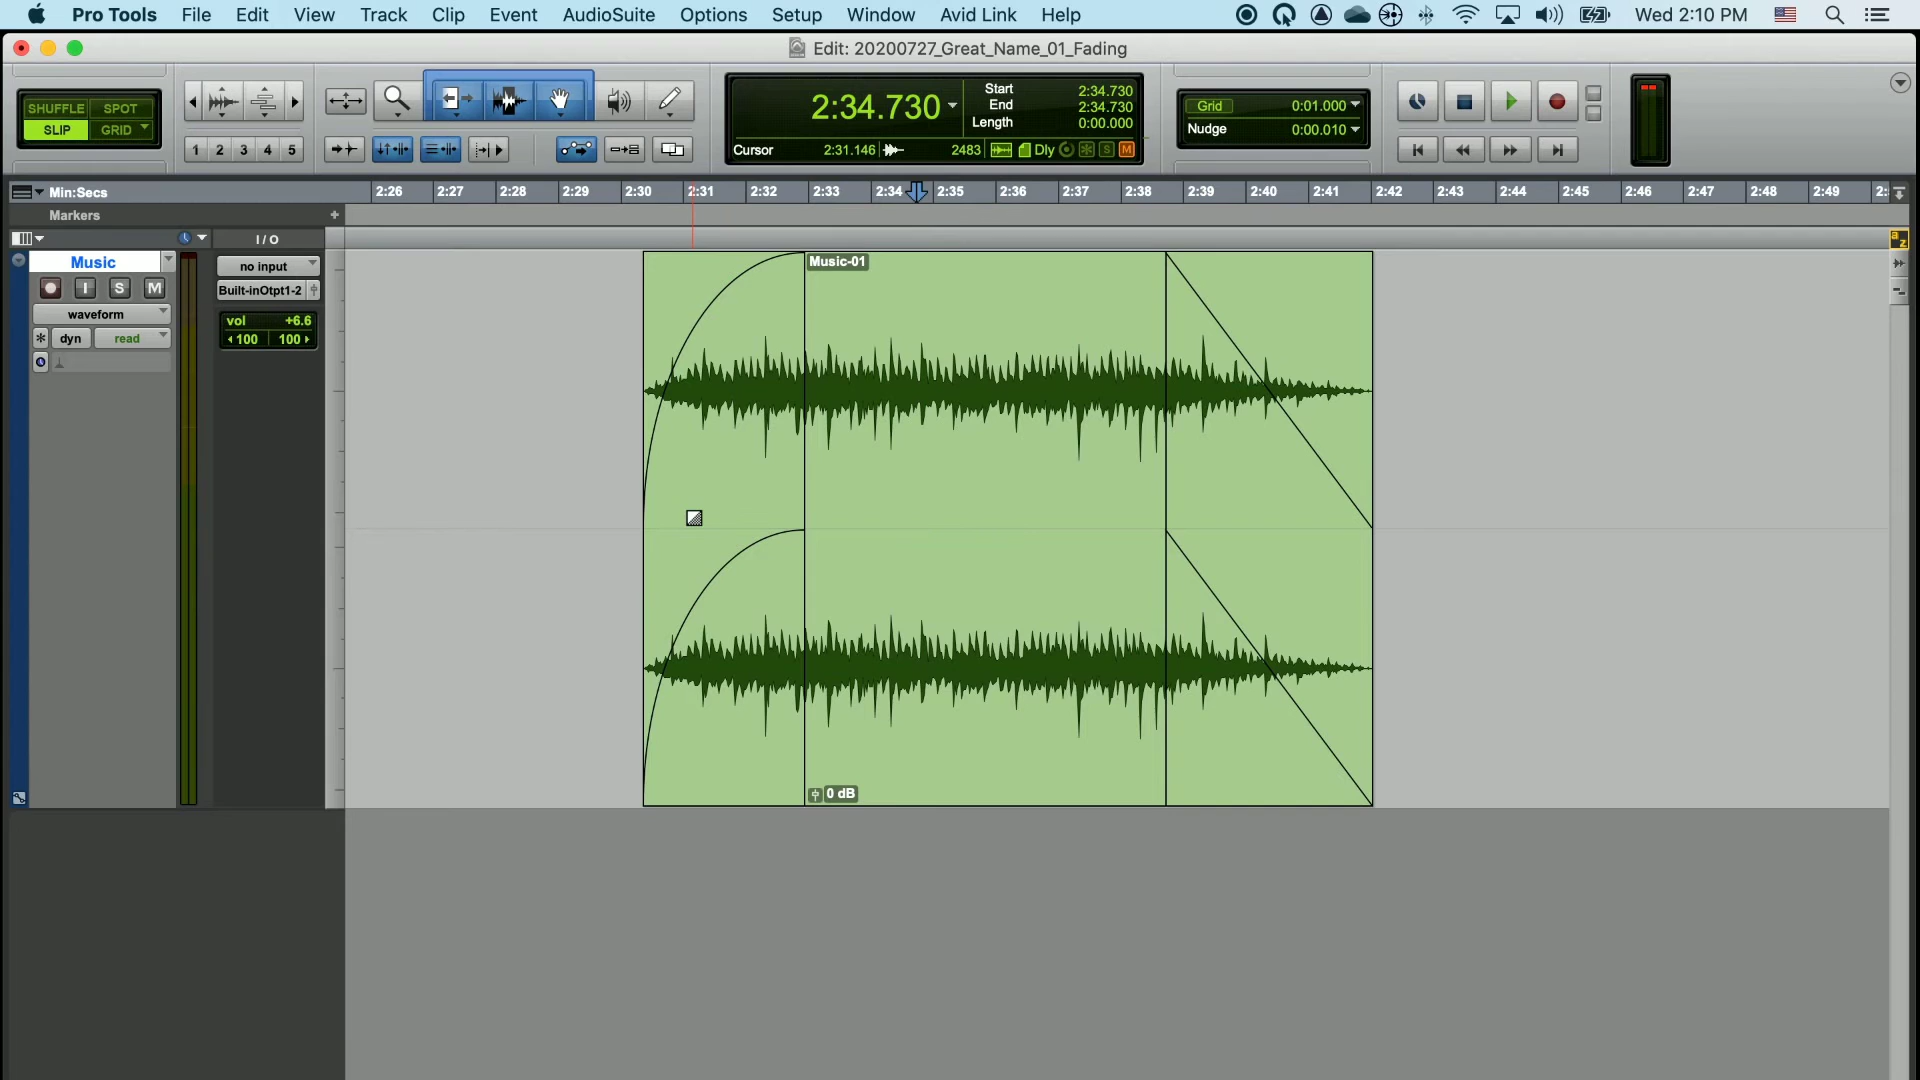 Pro Tools File Edit View Track Clip Event AudioSuite Options Setup Window Avid Link Help Wed 2:10 PM
Edit: 20200727_Great_Name_01_Fading
SHUFFLE SPOT
SLIP GRID
1 2 3 4 5
2:34.730
Start 2:34.730
End 2:34.730
Length 0:00.000
Cursor 2:31.146 2483 Dly S M
Grid 0:01.000
Nudge 0:00.010
Min:Secs 2:26 2:27 2:28 2:29 2:30 2:31 2:32 2:33 2:34 2:35 2:36 2:37 2:38 2:39 2:40 2:41 2:42 2:43 2:44 2:45 2:46 2:47 2:48 2:49 2:
Markers
I / O
a z
Music
no input
I S M
Built-inOtpt1-2
waveform
vol +6.6
dyn read
100 100
Music-01
0 dB